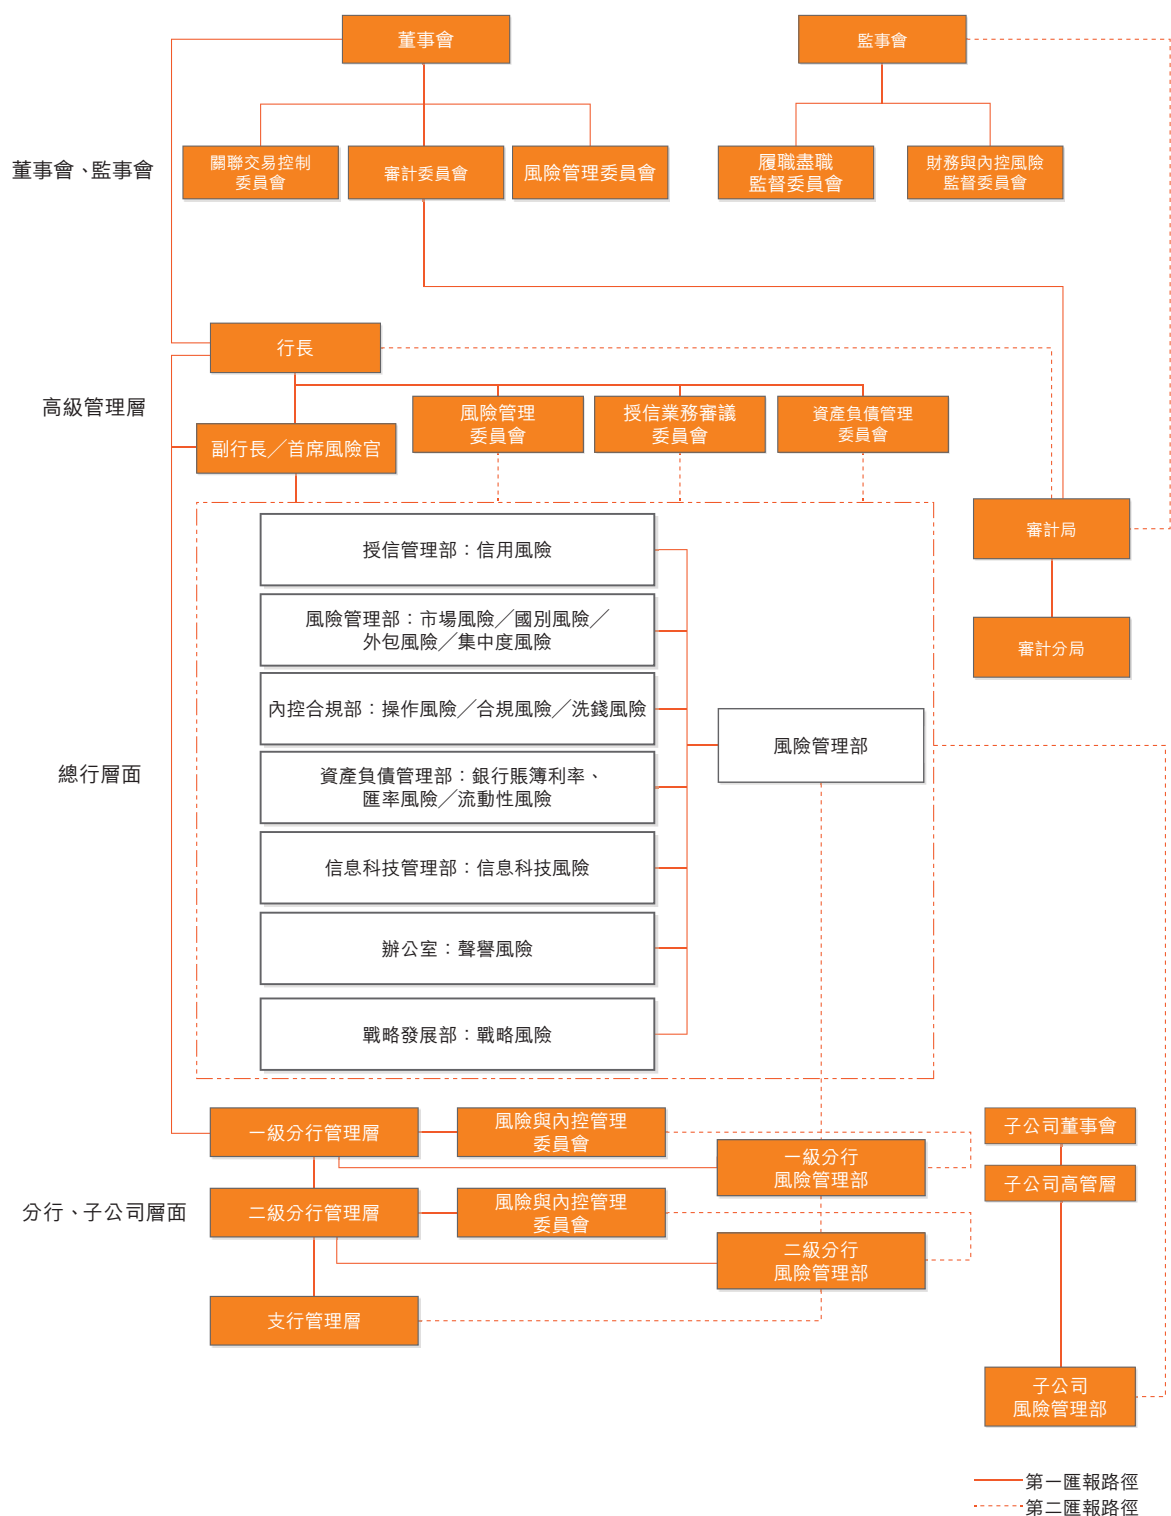 董事會
監事會
董事會、監事會
關聯交易控制
委員會
審計委員會
風險管理委員會
履職盡職
監督委員會
財務與內控風險
監督委員會
行長
高級管理層
風險管理
委員會
授信業務審議
委員會
資產負債管理
委員會
副行長／首席風險官
審計局
審計分局
總行層面
授信管理部：信用風險
風險管理部：市場風險／國別風險／
外包風險／集中度風險
內控合規部：操作風險／合規風險／洗錢風險
資產負債管理部：銀行賬簿利率、
匯率風險／流動性風險
信息科技管理部：信息科技風險
辦公室：聲譽風險
戰略發展部：戰略風險
風險管理部
分行、子公司層面
一級分行管理層
風險與內控管理
委員會
一級分行
風險管理部
二級分行管理層
風險與內控管理
委員會
二級分行
風險管理部
支行管理層
子公司董事會
子公司高管層
子公司
風險管理部
第一匯報路徑
第二匯報路徑